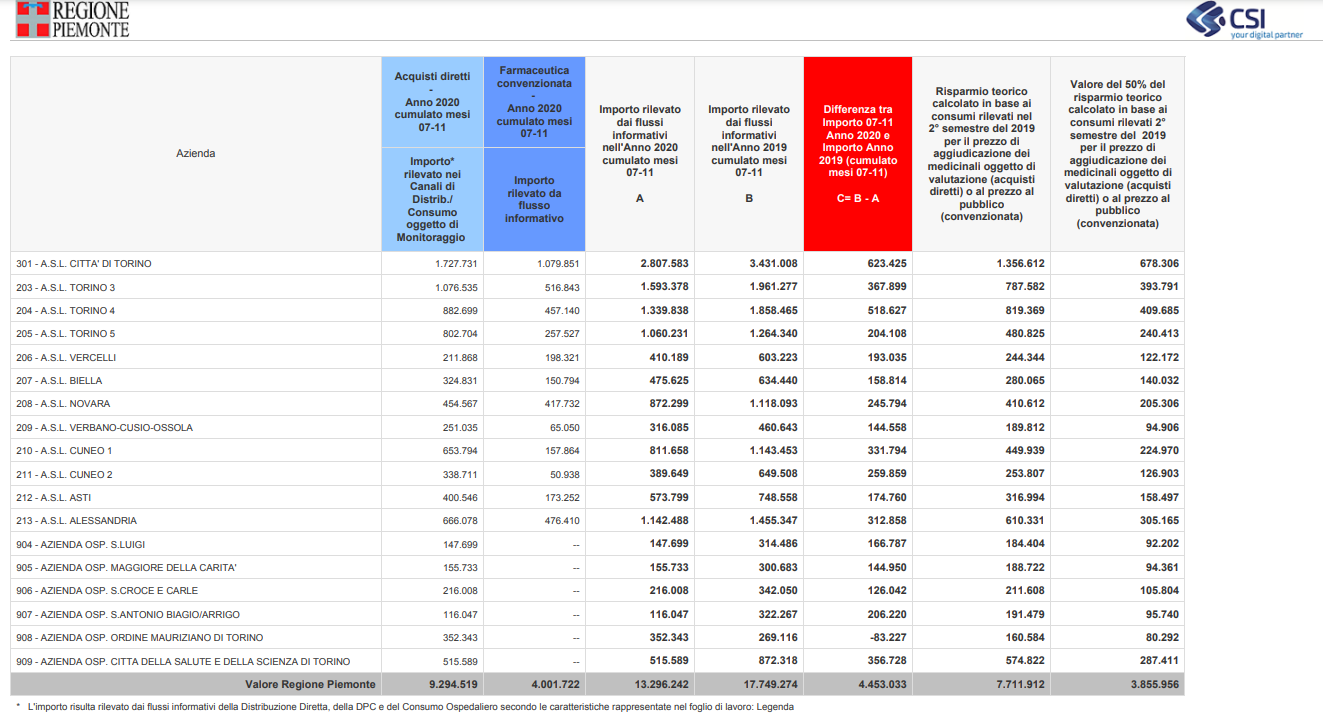 REGIONE
PIEMONTE
CSI
your digital partner
Azienda
Acquisti diretti
-
Anno 2020
cumulato mesi
07-11
Importo*
rilevato nei
Canali di
Distrib./
Consumo
oggetto di
Monitoraggio
Farmaceutica
convenzionata
-
Anno 2020
cumulato mesi
07-11
Importo
rilevato da
flusso
informativo
Importo rilevato
dai flussi
informativi
nell'Anno 2020
cumulato mesi
07-11
A
Importo rilevato
dai flussi
informativi
nell'Anno 2019
cumulato mesi
07-11
B
Differenza tra
Importo 07-11
Anno 2020 e
Importo Anno
2019 (cumulato
mesi 07-11)
C= B - A
Risparmio teorico
calcolato in base ai
consumi rilevati nel
2° semestre del 2019
per il prezzo di
aggiudicazione dei
medicinali oggetto di
valutazione (acquisti
diretti) o al prezzo al
pubblico
(convenzionata)
Valore del 50% del
risparmio teorico
calcolato in base ai
consumi rilevati 2°
semestre del 2019
per il prezzo di
aggiudicazione dei
medicinali oggetto di
valutazione (acquisti
diretti) o al prezzo al
pubblico
(convenzionata)
301 - A.S.L. CITTA' DI TORINO 1.727.731 1.079.851 2.807.583 3.431.008 623.425 1.356.612 678.306
203 - A.S.L. TORINO 3 1.076.535 516.843 1.593.378 1.961.277 367.899 787.582 393.791
204 - A.S.L. TORINO 4 882.699 457.140 1.339.838 1.858.465 518.627 819.369 409.685
205 - A.S.L. TORINO 5 802.704 257.527 1.060.231 1.264.340 204.108 480.825 240.413
206 - A.S.L. VERCELLI 211.868 198.321 410.189 603.223 193.035 244.344 122.172
207 - A.S.L. BIELLA 324.831 150.794 475.625 634.440 158.814 280.065 140.032
208 - A.S.L. NOVARA 454.567 417.732 872.299 1.118.093 245.794 410.612 205.306
209 - A.S.L. VERBANO-CUSIO-OSSOLA 251.035 65.050 316.085 460.643 144.558 189.812 94.906
210 - A.S.L. CUNEO 1 653.794 157.864 811.658 1.143.453 331.794 449.939 224.970
211 - A.S.L. CUNEO 2 338.711 50.938 389.649 649.508 259.859 253.807 126.903
212 - A.S.L. ASTI 400.546 173.252 573.799 748.558 174.760 316.994 158.497
213 - A.S.L. ALESSANDRIA 666.078 476.410 1.142.488 1.455.347 312.858 610.331 305.165
904 - AZIENDA OSP. S.LUIGI 147.699 -- 147.699 314.486 166.787 184.404 92.202
905 - AZIENDA OSP. MAGGIORE DELLA CARITA' 155.733 -- 155.733 300.683 144.950 188.722 94.361
906 - AZIENDA OSP. S.CROCE E CARLE 216.008 -- 216.008 342.050 126.042 211.608 105.804
907 - AZIENDA OSP. S.ANTONIO BIAGIO/ARRIGO 116.047 -- 116.047 322.267 206.220 191.479 95.740
908 - AZIENDA OSP. ORDINE MAURIZIANO DI TORINO 352.343 -- 352.343 269.116 -83.227 160.584 80.292
909 - AZIENDA OSP. CITTA DELLA SALUTE E DELLA SCIENZA DI TORINO 515.589 -- 515.589 872.318 356.728 574.822 287.411
Valore Regione Piemonte 9.294.519 4.001.722 13.296.242 17.749.274 4.453.033 7.711.912 3.855.956
* L'importo risulta rilevato dai flussi informativi della Distribuzione Diretta, della DPC e del Consumo Ospedaliero secondo le caratteristiche rappresentate nel foglio di lavoro: Legenda